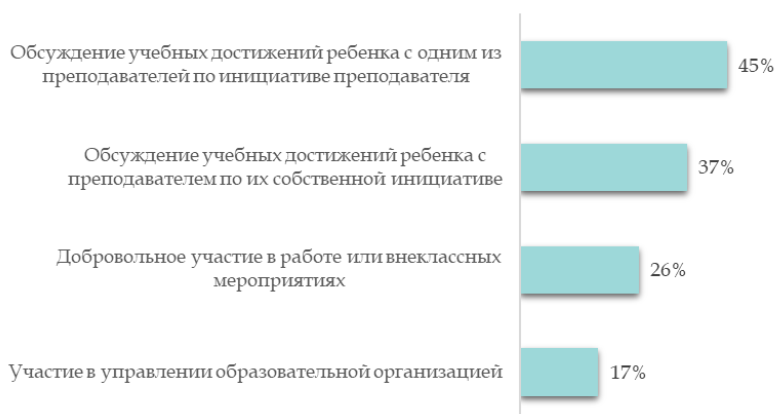 Обсуждение учебных достижений ребенка с одним из
преподавателей по инициативе преподавателя
45%
Обсуждение учебных достижений ребенка с
преподавателем по их собственной инициативе
37%
Добровольное участие в работе или внеклассных
мероприятиях
26%
Участие в управлении образовательной организацией
17%